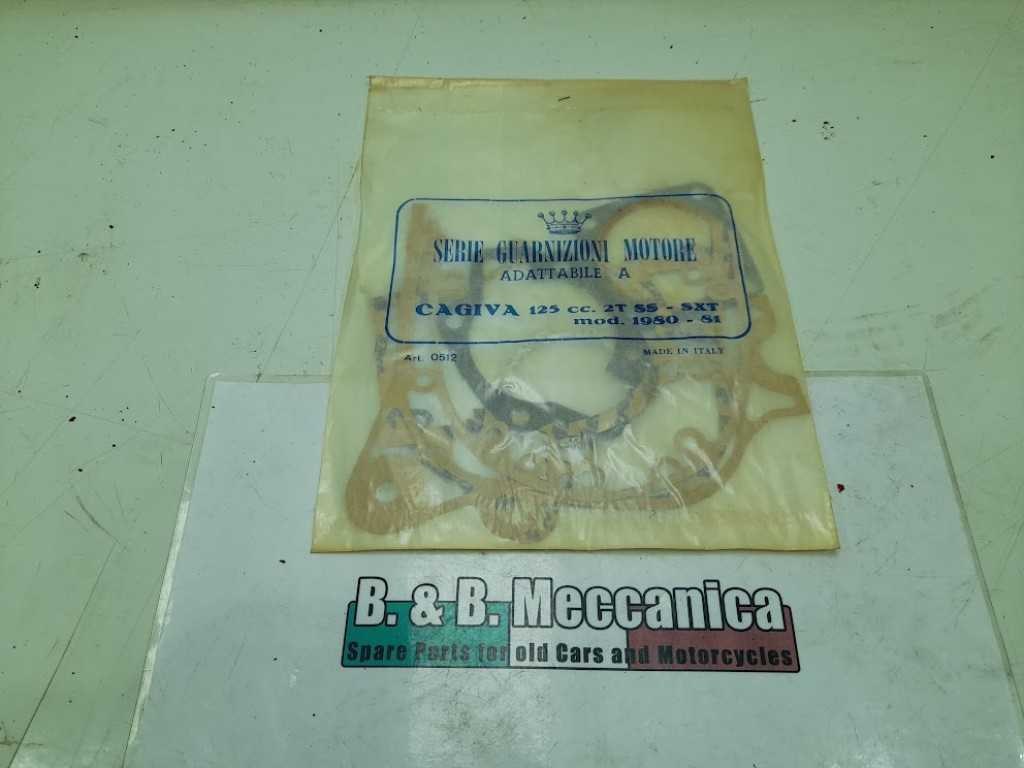 SERIE GUARNIZIONI MOTORE
ADATTABILE A
CAGIVA 125 cc. 2T SS - SXT
mod. 1980 - 81
Art. 0512
MADE IN ITALY
B. & B. Meccanica
Spare Parts for old Cars and Motorcycles